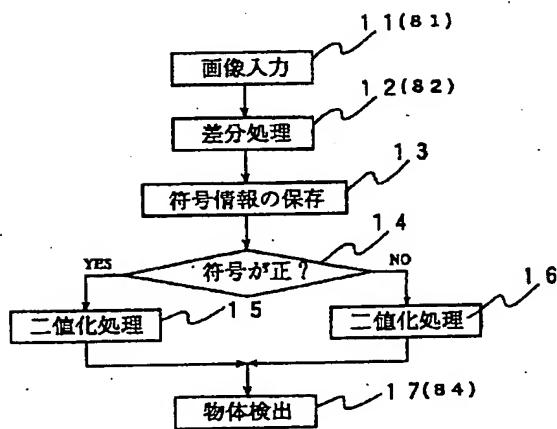 11(81)
画像入力
12(82)
差分処理
13
符号情報の保存
14
符号が正?
YES
NO
15
16
二値化処理
二値化処理
17(84)
物体検出